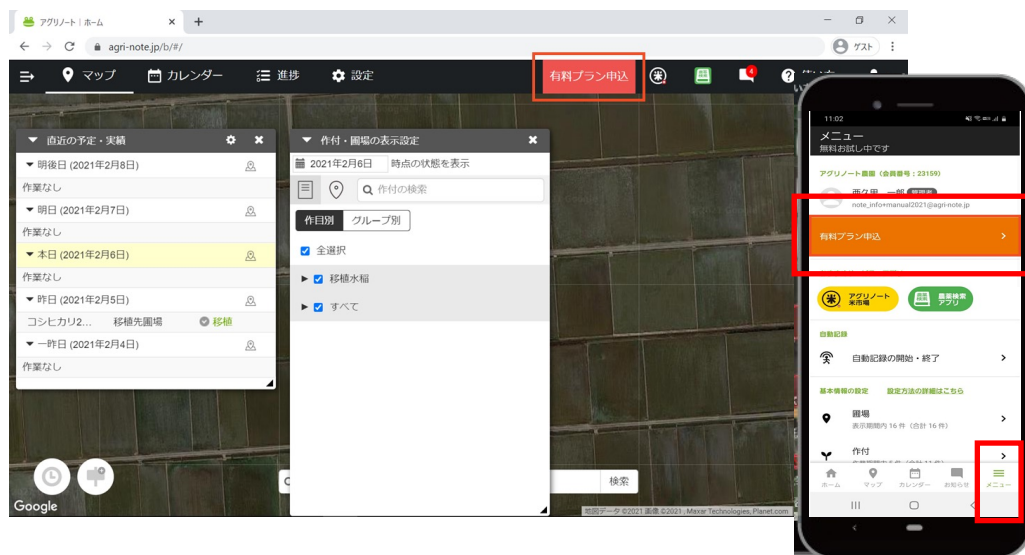 アグリノート | ホーム
agri-note.jp/b/#/
ゲスト
マップ
カレンダー
進捗
設定
有料プラン申込
米
4
直近の予定・実績
明後日 (2021年2月8日)
作業なし
明日 (2021年2月7日)
作業なし
本日 (2021年2月6日)
作業なし
昨日 (2021年2月5日)
コシヒカリ2...
移植先圃場
移植
一昨日 (2021年2月4日)
作業なし
作付・圃場の表示設定
2021年2月6日
時点の状態を表示
作付の検索
作目別
グループ別
全選択
移植水稲
すべて
検索
Google
地図データ ©2021 画像 ©2021 , Maxar Technologies, Planet.com
11:02
メニュー
無料お試し中です
アグリノート農園（会員番号：23159）
note_info+manual2021@agri-note.jp
有料プラン申込
米
アグリノート
米市場
農薬検索
アプリ
自動記録
自動記録の開始・終了
基本情報の設定
設定方法の詳細はこちら
圃場
表示期間内 16 件（合計 16 件）
作付
ホーム
マップ
カレンダー
お知らせ
メニュー